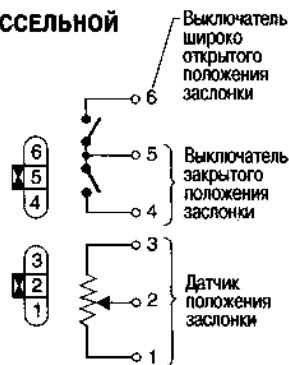 ССЕЛЬНОЙ
Выключатель
широко
открытого
положения
заслонки
6
5
4
6
5
4
Выключатель
закрытого
положения
заслонки
3
2
1
3
2
1
Датчик
положения
заслонки